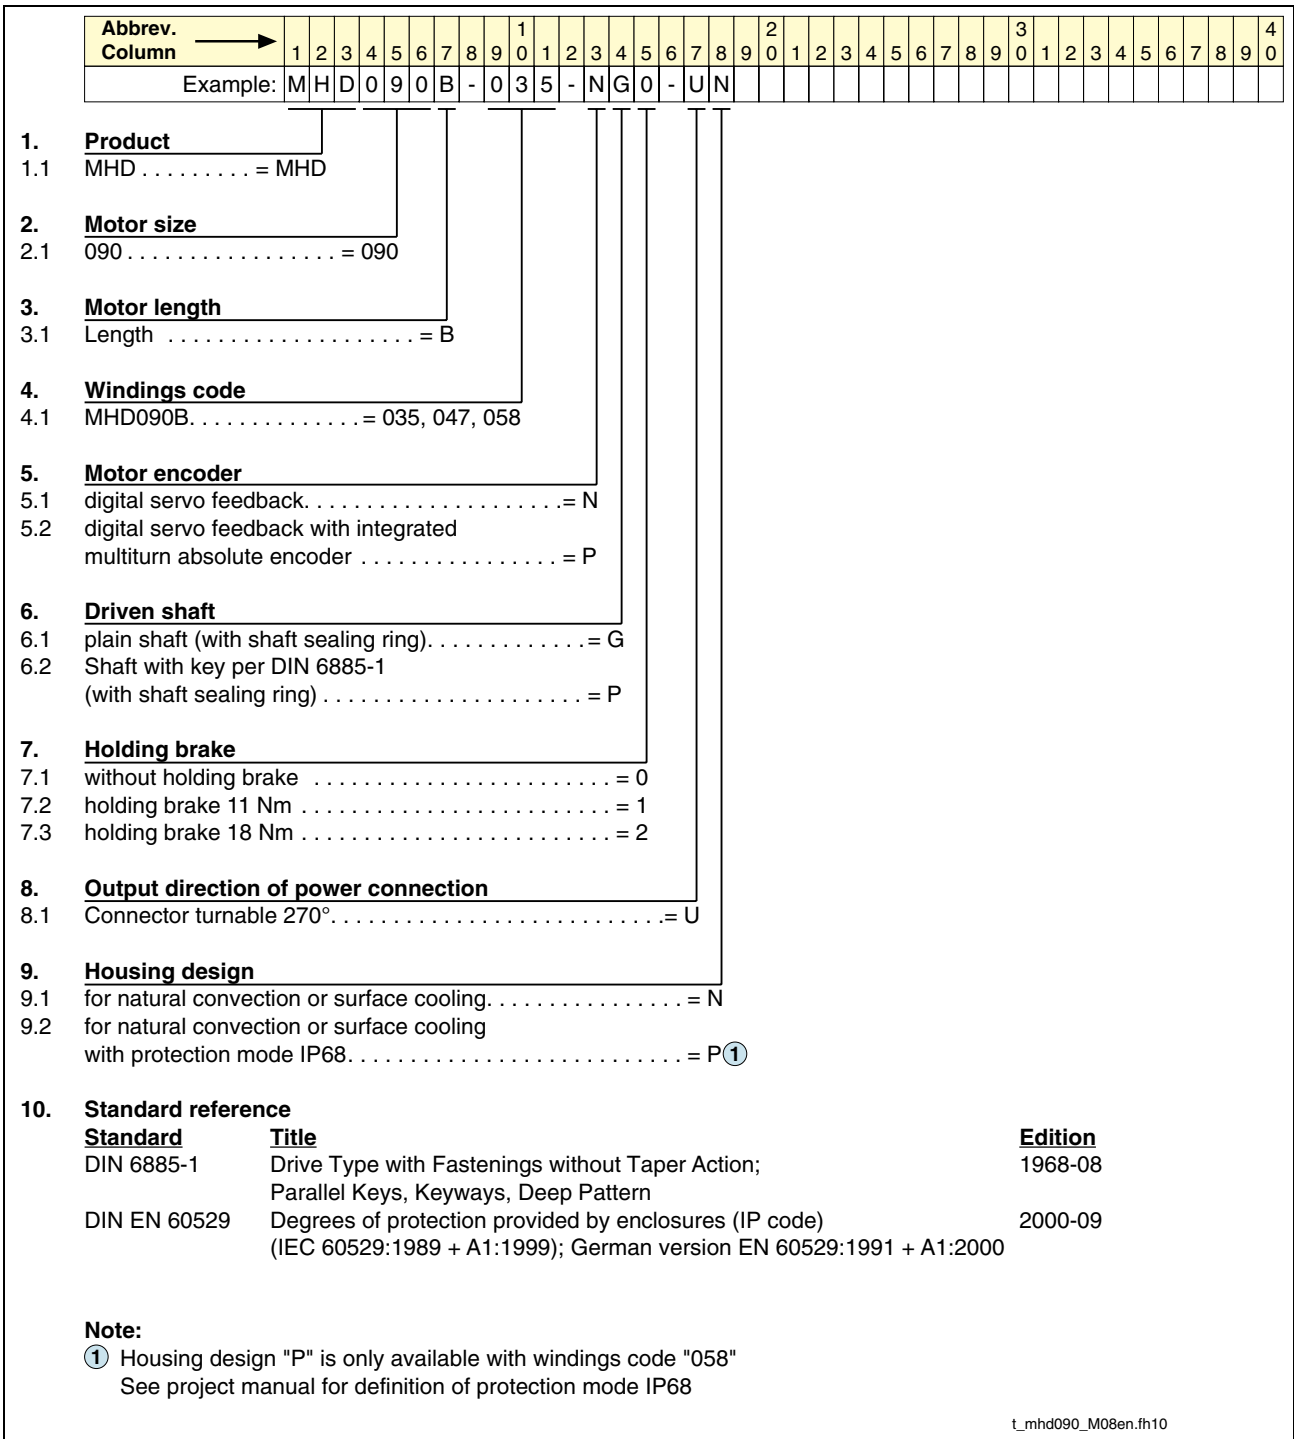 Abbrev. Column 1 2 3 4 5 6 7 8 9 10 1 2 3 4 5 6 7 8 9 20 1 2 3 4 5 6 7 8 9 30 1 2 3 4 5 6 7 8 9 40
Example: M H D 0 9 0 B - 0 3 5 - N G 0 - U N
1. Product
1.1 MHD . . . . . . . . . = MHD
2. Motor size
2.1 090 . . . . . . . . . . . . . . . . . = 090
3. Motor length
3.1 Length . . . . . . . . . . . . . . . . . . . . = B
4. Windings code
4.1 MHD090B. . . . . . . . . . . . . . = 035, 047, 058
5. Motor encoder
5.1 digital servo feedback. . . . . . . . . . . . . . . . . . . . .= N
5.2 digital servo feedback with integrated
multiturn absolute encoder . . . . . . . . . . . . . . . . = P
6. Driven shaft
6.1 plain shaft (with shaft sealing ring). . . . . . . . . . . . .= G
6.2 Shaft with key per DIN 6885-1
(with shaft sealing ring) . . . . . . . . . . . . . . . . . . . . . = P
7. Holding brake
7.1 without holding brake . . . . . . . . . . . . . . . . . . . . . . . . = 0
7.2 holding brake 11 Nm . . . . . . . . . . . . . . . . . . . . . . . . . = 1
7.3 holding brake 18 Nm . . . . . . . . . . . . . . . . . . . . . . . . . = 2
8. Output direction of power connection
8.1 Connector turnable 270°. . . . . . . . . . . . . . . . . . . . . . . . . . .= U
9. Housing design
9.1 for natural convection or surface cooling. . . . . . . . . . . . . . . . = N
9.2 for natural convection or surface cooling
with protection mode IP68. . . . . . . . . . . . . . . . . . . . . . . . . . . = P①
10. Standard reference
Standard Title Edition
DIN 6885-1 Drive Type with Fastenings without Taper Action; 1968-08
Parallel Keys, Keyways, Deep Pattern
DIN EN 60529 Degrees of protection provided by enclosures (IP code) 2000-09
(IEC 60529:1989 + A1:1999); German version EN 60529:1991 + A1:2000
Note:
① Housing design "P" is only available with windings code "058"
See project manual for definition of protection mode IP68
t_mhd090_M08en.fh10